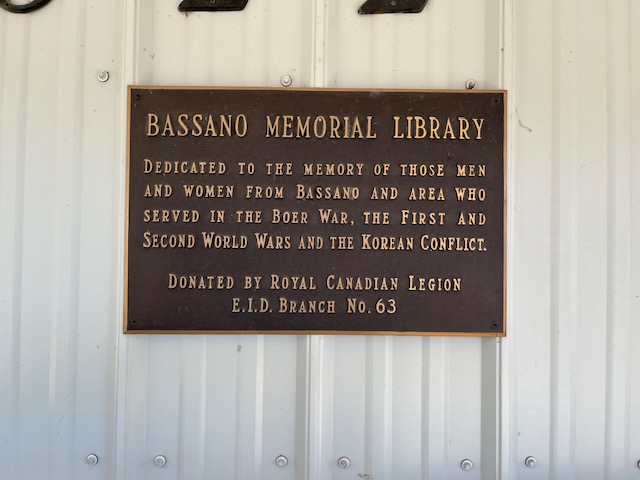 BASSANO MEMORIAL LIBRARY
DEDICATED TO THE MEMORY OF THOSE MEN
AND WOMEN FROM BASSANO AND AREA WHO
SERVED IN THE BOER WAR, THE FIRST AND
SECOND WORLD WARS AND THE KOREAN CONFLICT.
DONATED BY ROYAL CANADIAN LEGION
E.I.D. BRANCH NO. 63